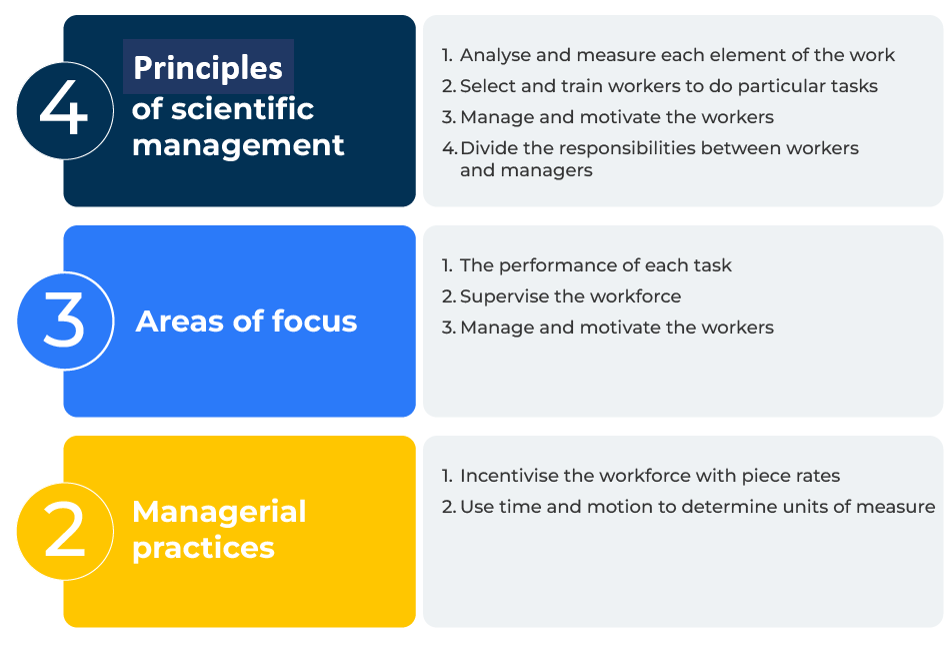 4
Principles
of scientific
management
1. Analyse and measure each element of the work
2. Select and train workers to do particular tasks
3. Manage and motivate the workers
4. Divide the responsibilities between workers
and managers
3
Areas of focus
1. The performance of each task
2. Supervise the workforce
3. Manage and motivate the workers
2
Managerial
practices
1. Incentivise the workforce with piece rates
2. Use time and motion to determine units of measure